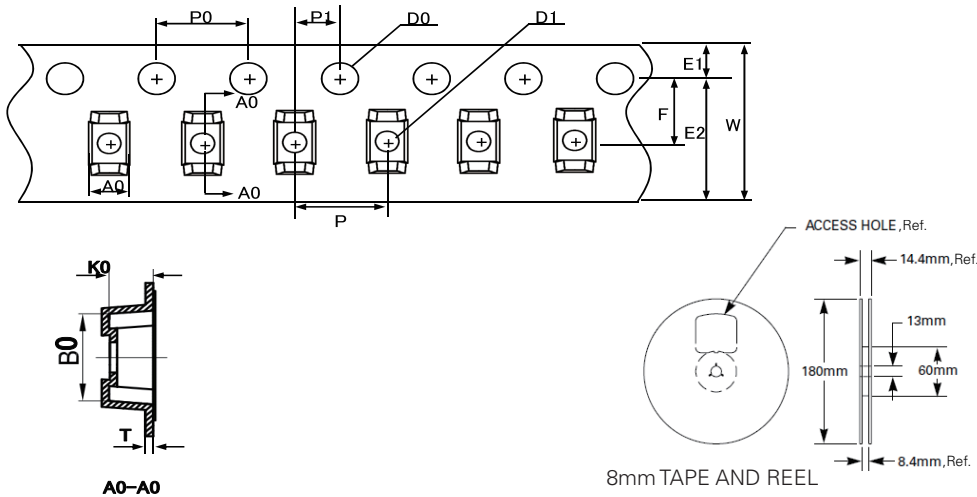 P0
P1
D0
D1
E1
A0
F
E2
W
A0
A0
P
ACCESS HOLE,Ref.
K0
14.4mm,Ref.
13mm
B0
180mm
60mm
T
8.4mm,Ref.
8mm TAPE AND REEL
A0-A0